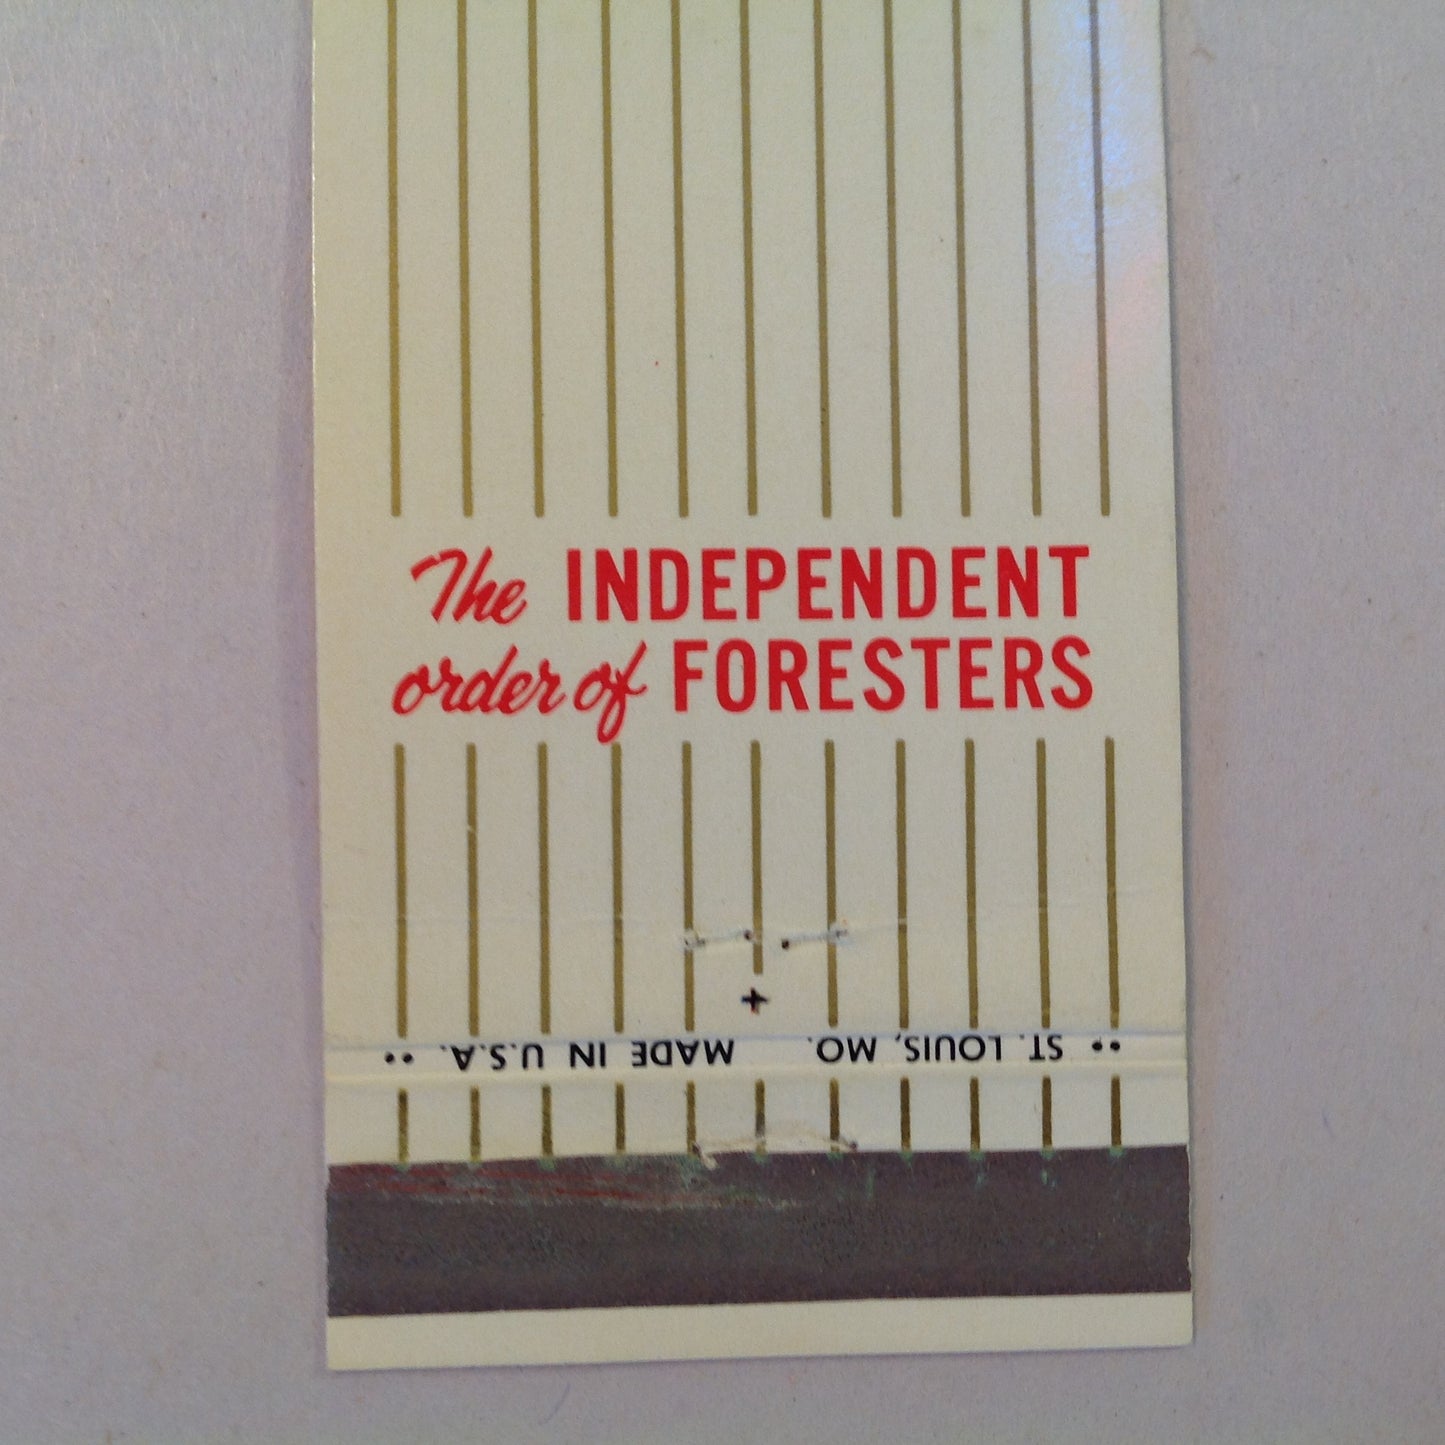 The INDEPENDENT
order of FORESTERS
•• ST. LOUIS, MO. MADE IN U.S.A. ••